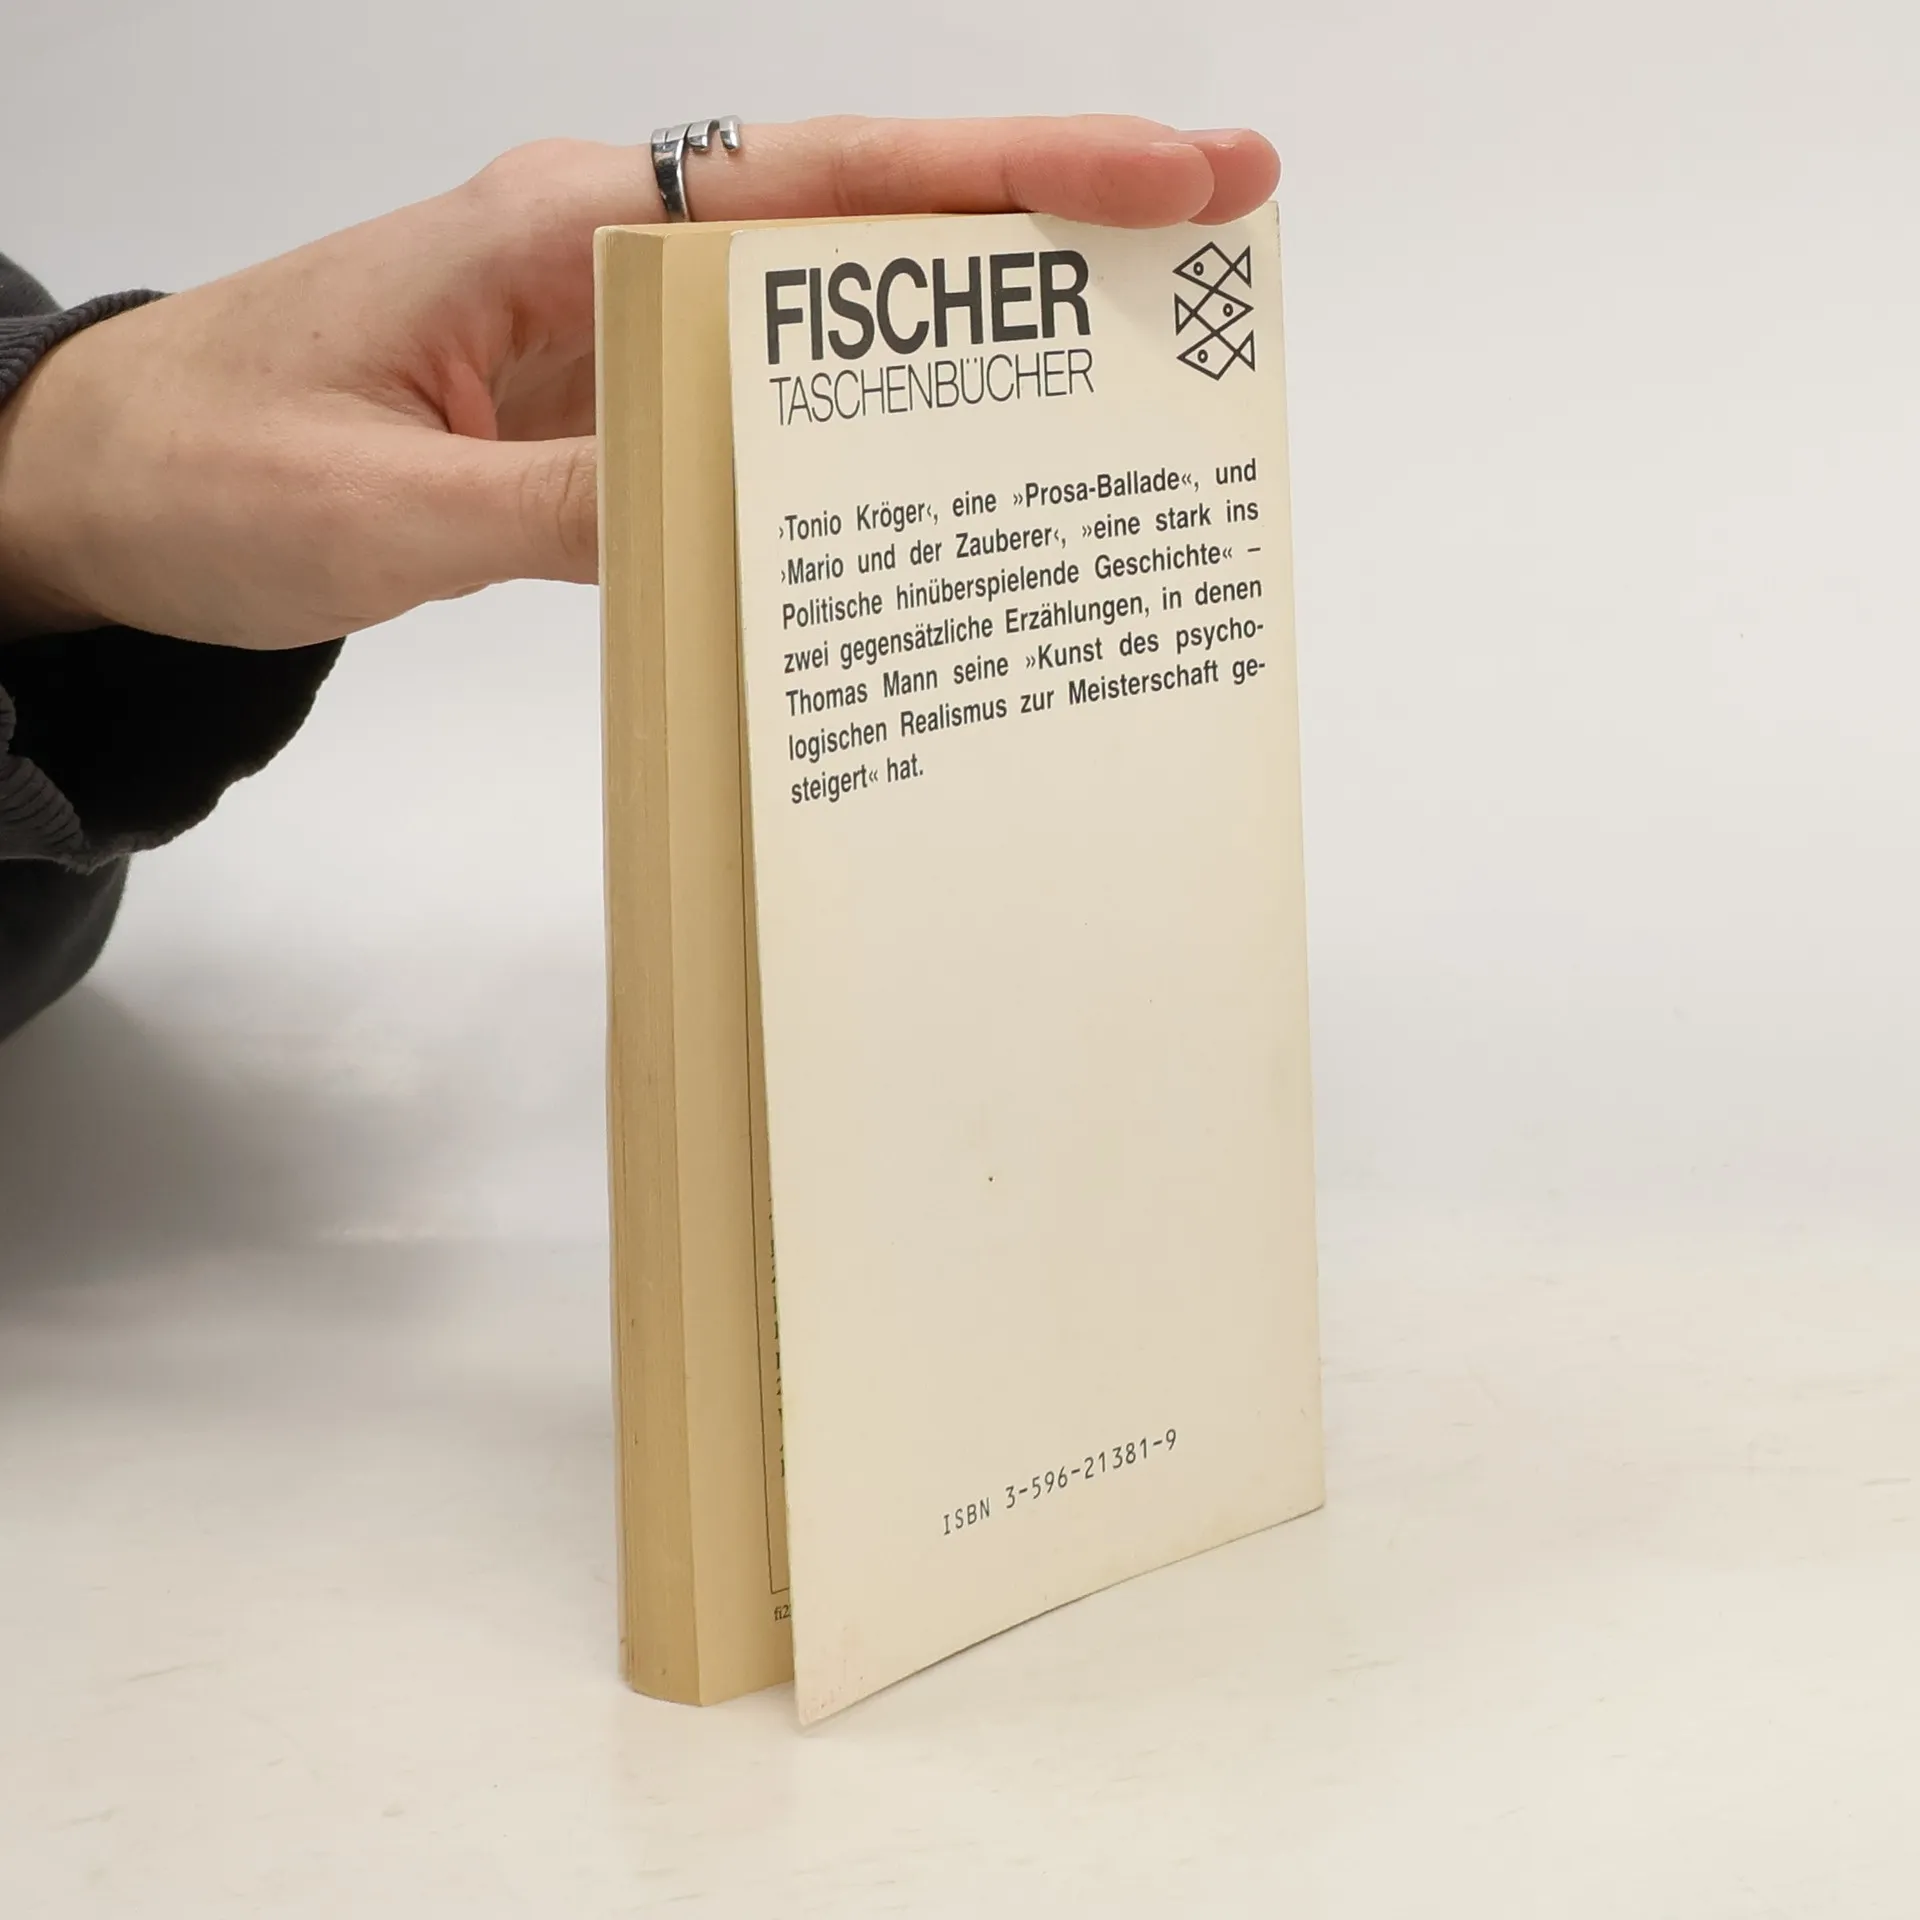 FISCHER
TASCHENBÜCHER
›Tonio Kröger‹, eine »Prosa-Ballade«, und
›Mario und der Zauberer‹, »eine stark ins
Politische hinüberspielende Geschichte« –
zwei gegensätzliche Erzählungen, in denen
Thomas Mann seine »Kunst des psycho-
logischen Realismus zur Meisterschaft ge-
steigert« hat.
ISBN 3-596-21381-9